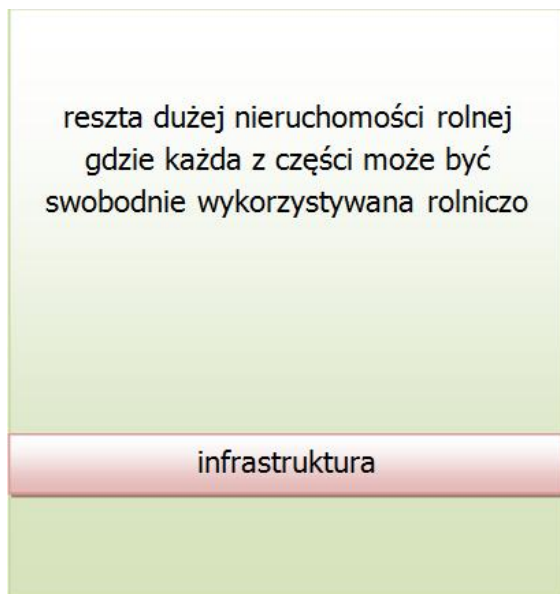 reszta dużej nieruchomości rolnej
gdzie każda z części może być
swobodnie wykorzystywana rolniczo
infrastruktura